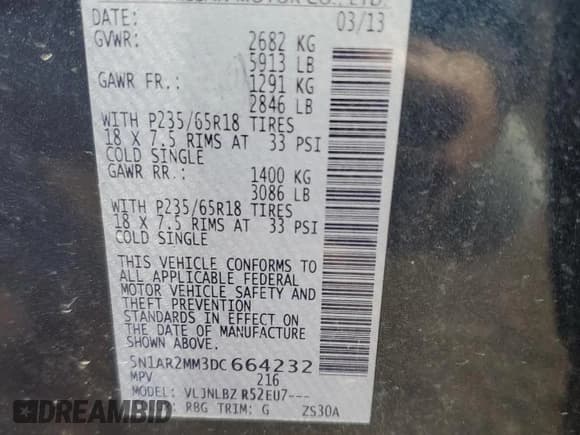 MOTOR CO., LTD.
DATE: 03/13
GVWR: 2682 KG
5913 LB
GAWR FR.: 1291 KG
2846 LB
WITH P235/65R18 TIRES
18 X 7.5 RIMS AT 33 PSI
COLD SINGLE
GAWR RR.: 1400 KG
3086 LB
WITH P235/65R18 TIRES
18 X 7.5 RIMS AT 33 PSI
COLD SINGLE
THIS VEHICLE CONFORMS TO
ALL APPLICABLE FEDERAL
MOTOR VEHICLE SAFETY AND
THEFT PREVENTION
STANDARDS IN EFFECT ON
THE DATE OF MANUFACTURE
SHOWN ABOVE.
5N1AR2MM3DC664232
MPV 216
MODEL: VLJNLBZ R52EU7---
RBG TRIM: G ZS30A
DREAMBID
.com